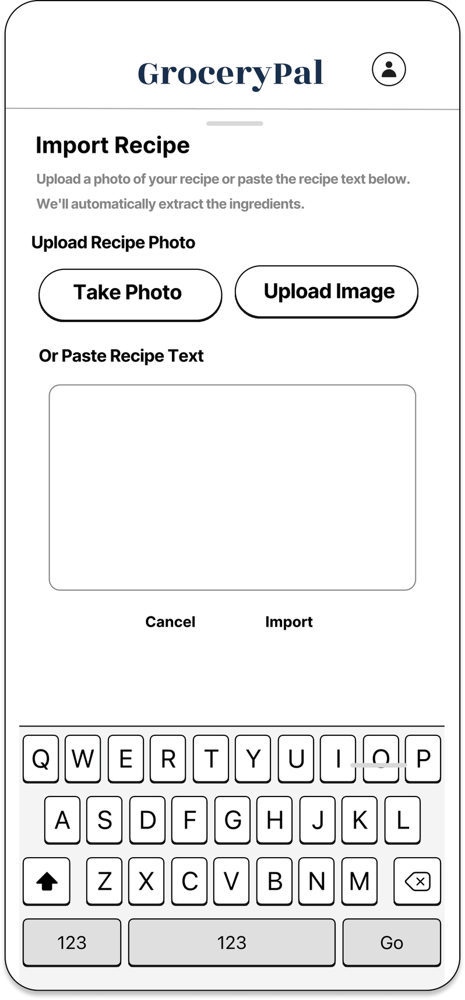 GroceryPal
Import Recipe
Upload a photo of your recipe or paste the recipe text below.
We'll automatically extract the ingredients.
Upload Recipe Photo
Take Photo Upload Image
Or Paste Recipe Text
Cancel Import
Q W E R T Y U I O P
A S D F G H J K L
Z X C V B N M
123 123 Go